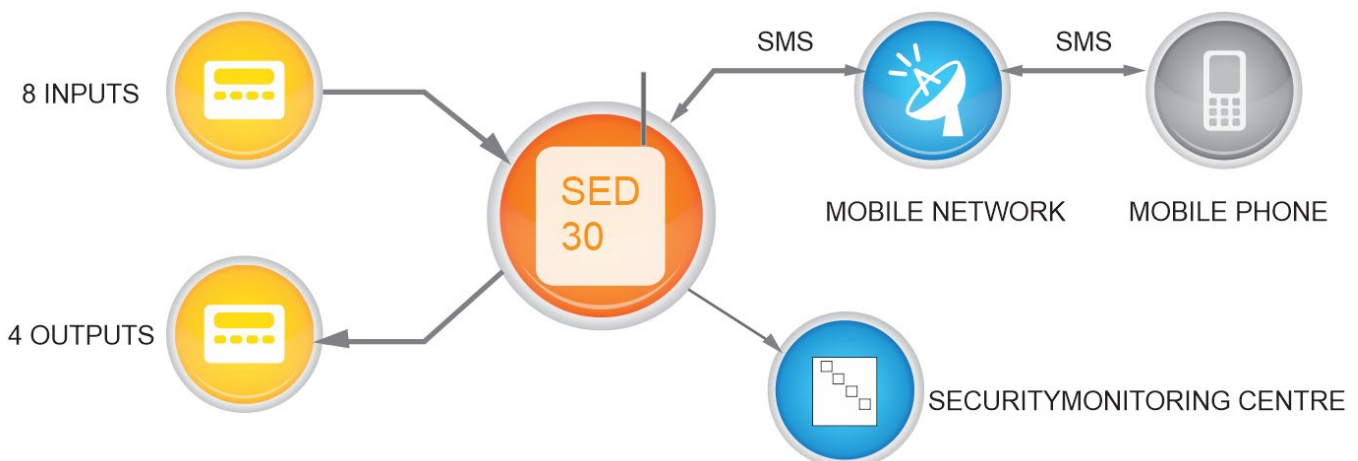 SMS
SMS
8 INPUTS
SED
30
MOBILE NETWORK
MOBILE PHONE
4 OUTPUTS
SECURITYMONITORING CENTRE